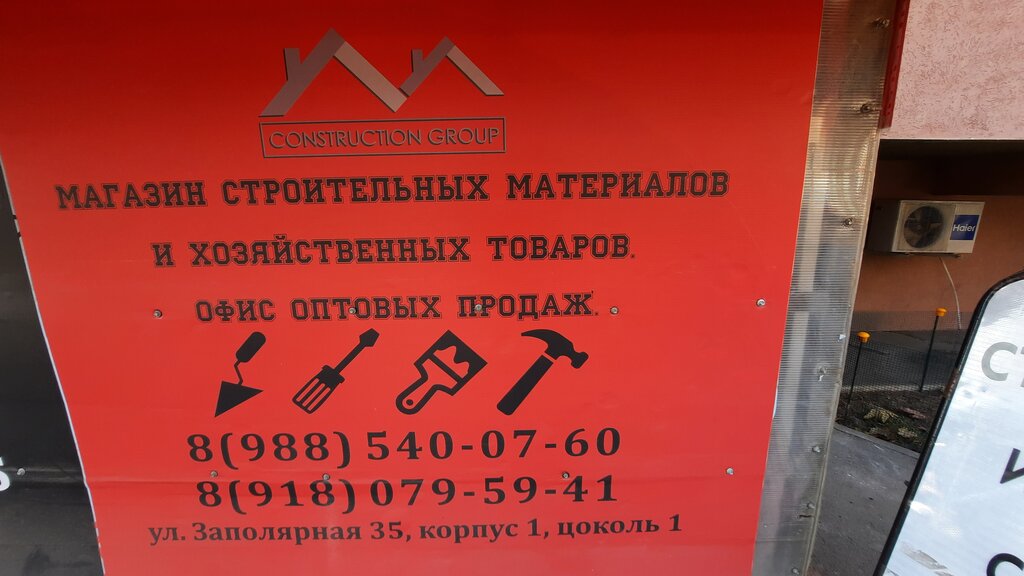 CONSTRUCTION GROUP
МАГАЗИН СТРОИТЕЛЬНЫХ МАТЕРИАЛОВ
И ХОЗЯЙСТВЕННЫХ ТОВАРОВ.
ОФИС ОПТОВЫХ ПРОДАЖ.
8(988) 540-07-60
8(918) 079-59-41
ул. Заполярная 35, корпус 1, цоколь 1
Haier